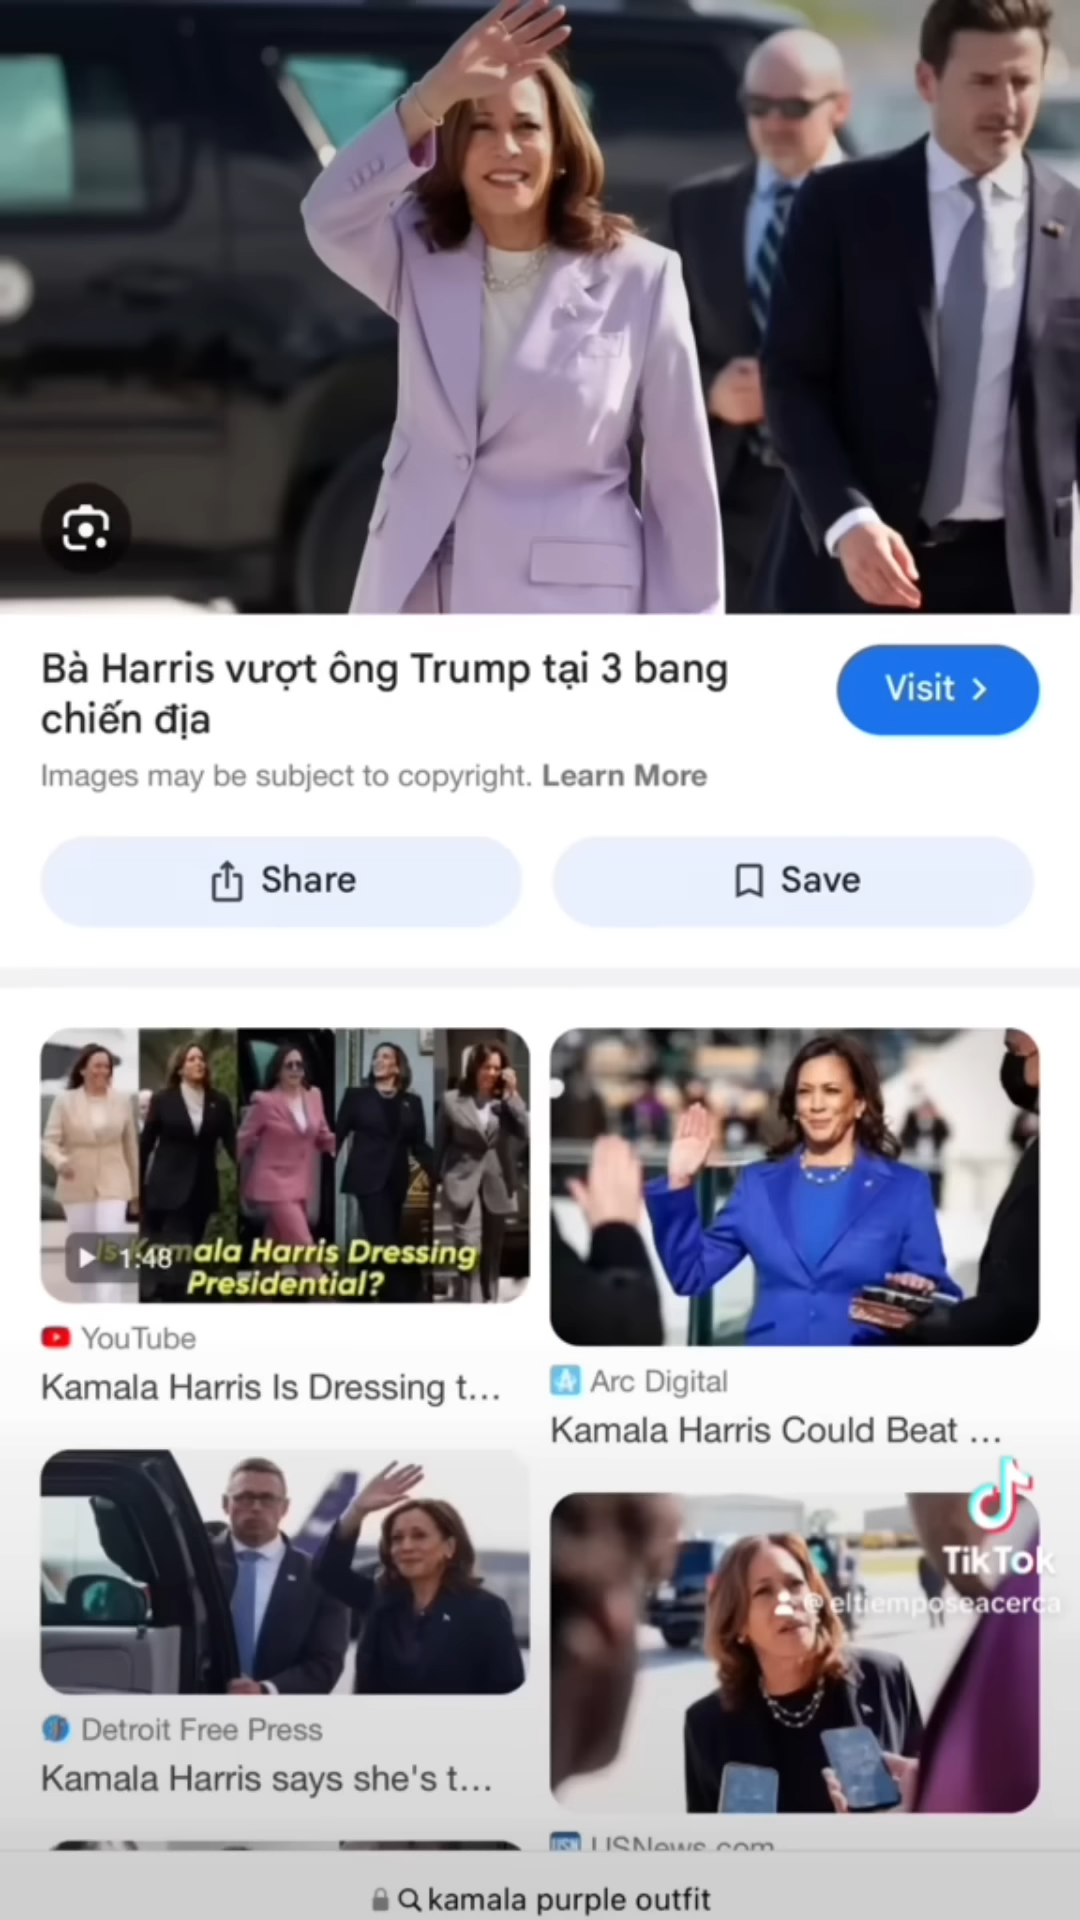 Bà Harris vượt ông Trump tại 3 bang
chiến địa
Visit
Images may be subject to copyright. Learn More
Share
Save
Is Kamala Harris Dressing
Presidential?
1:48
YouTube
Kamala Harris Is Dressing t...
Arc Digital
Kamala Harris Could Beat ...
TikTok
@eltiemposeacerca
Detroit Free Press
Kamala Harris says she's t...
USNews.com
kamala purple outfit